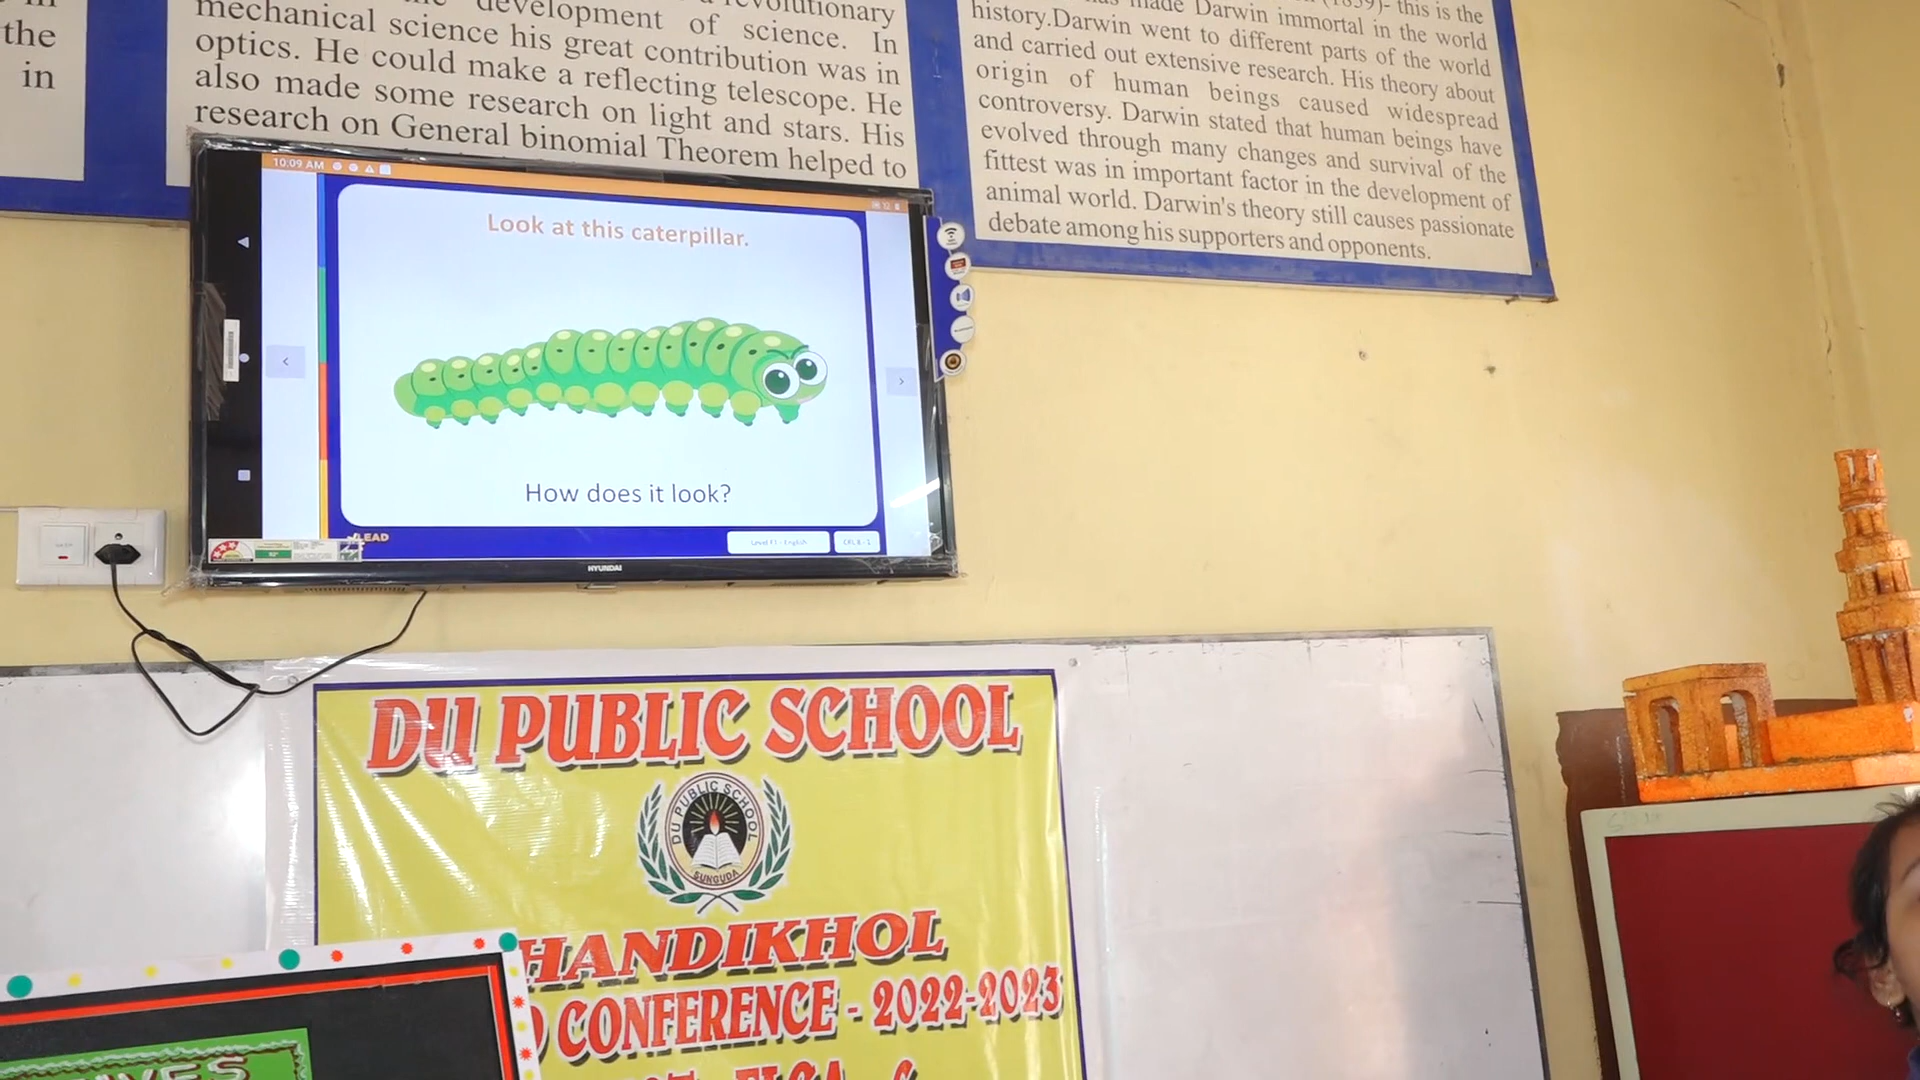 the
in
revolutionary
development of science. In
mechanical science his great contribution was in
optics. He could make a reflecting telescope. He
also made some research on light and stars. His
research on General binomial Theorem helped to
this is the
made Darwin immortal in the world
history.Darwin went to different parts of the world
and carried out extensive research. His theory about
origin of human beings caused widespread
controversy. Darwin stated that human beings have
evolved through many changes and survival of the
fittest was in important factor in the development of
animal world. Darwin's theory still causes passionate
debate among his supporters and opponents.
10:09 AM
Look at this caterpillar.
How does it look?
LEAD
HYUNDAI
DU PUBLIC SCHOOL
DU PUBLIC SCHOOL
SUNGUDA
HANDIKHOL
CONFERENCE - 2022-2023